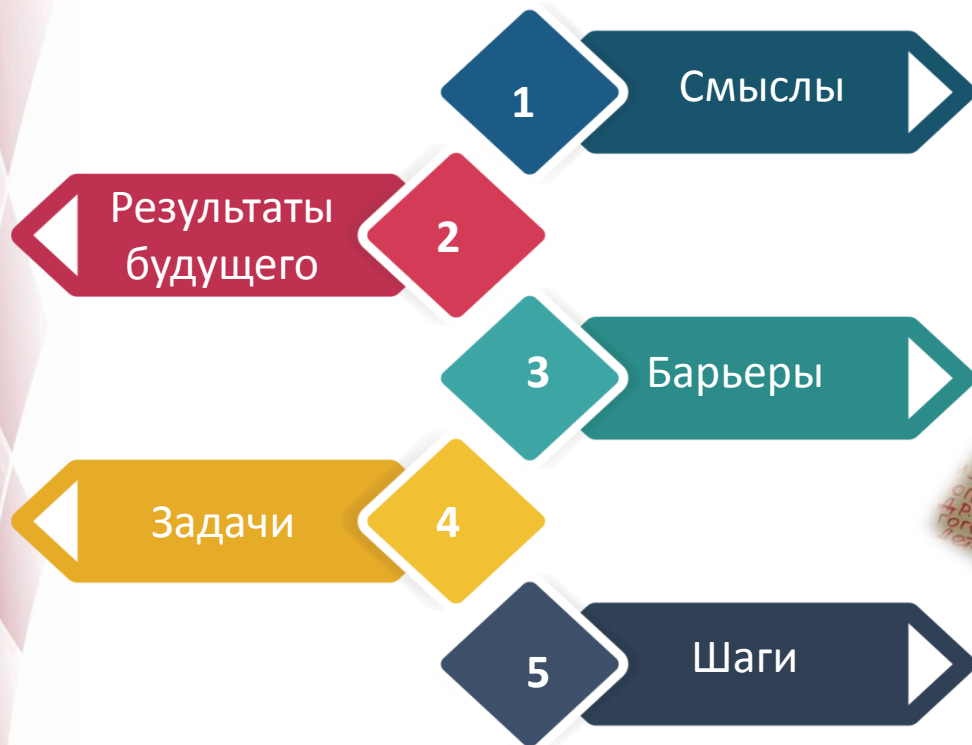 1
Смыслы
Результаты
будущего
2
3
Барьеры
Задачи
4
5
Шаги